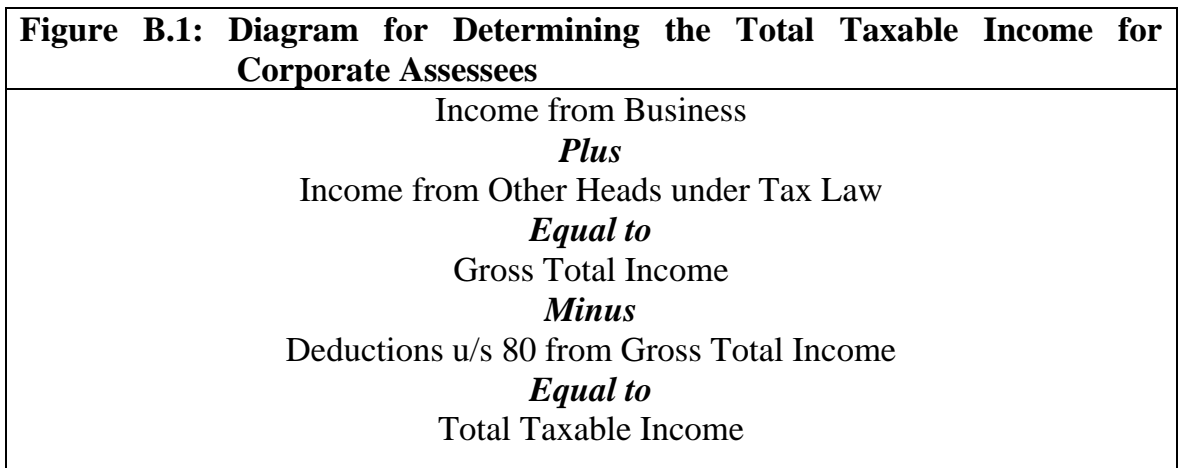 Figure B.1: Diagram for Determining the Total Taxable Income for
Corporate Assessees
Income from Business
Plus
Income from Other Heads under Tax Law
Equal to
Gross Total Income
Minus
Deductions u/s 80 from Gross Total Income
Equal to
Total Taxable Income